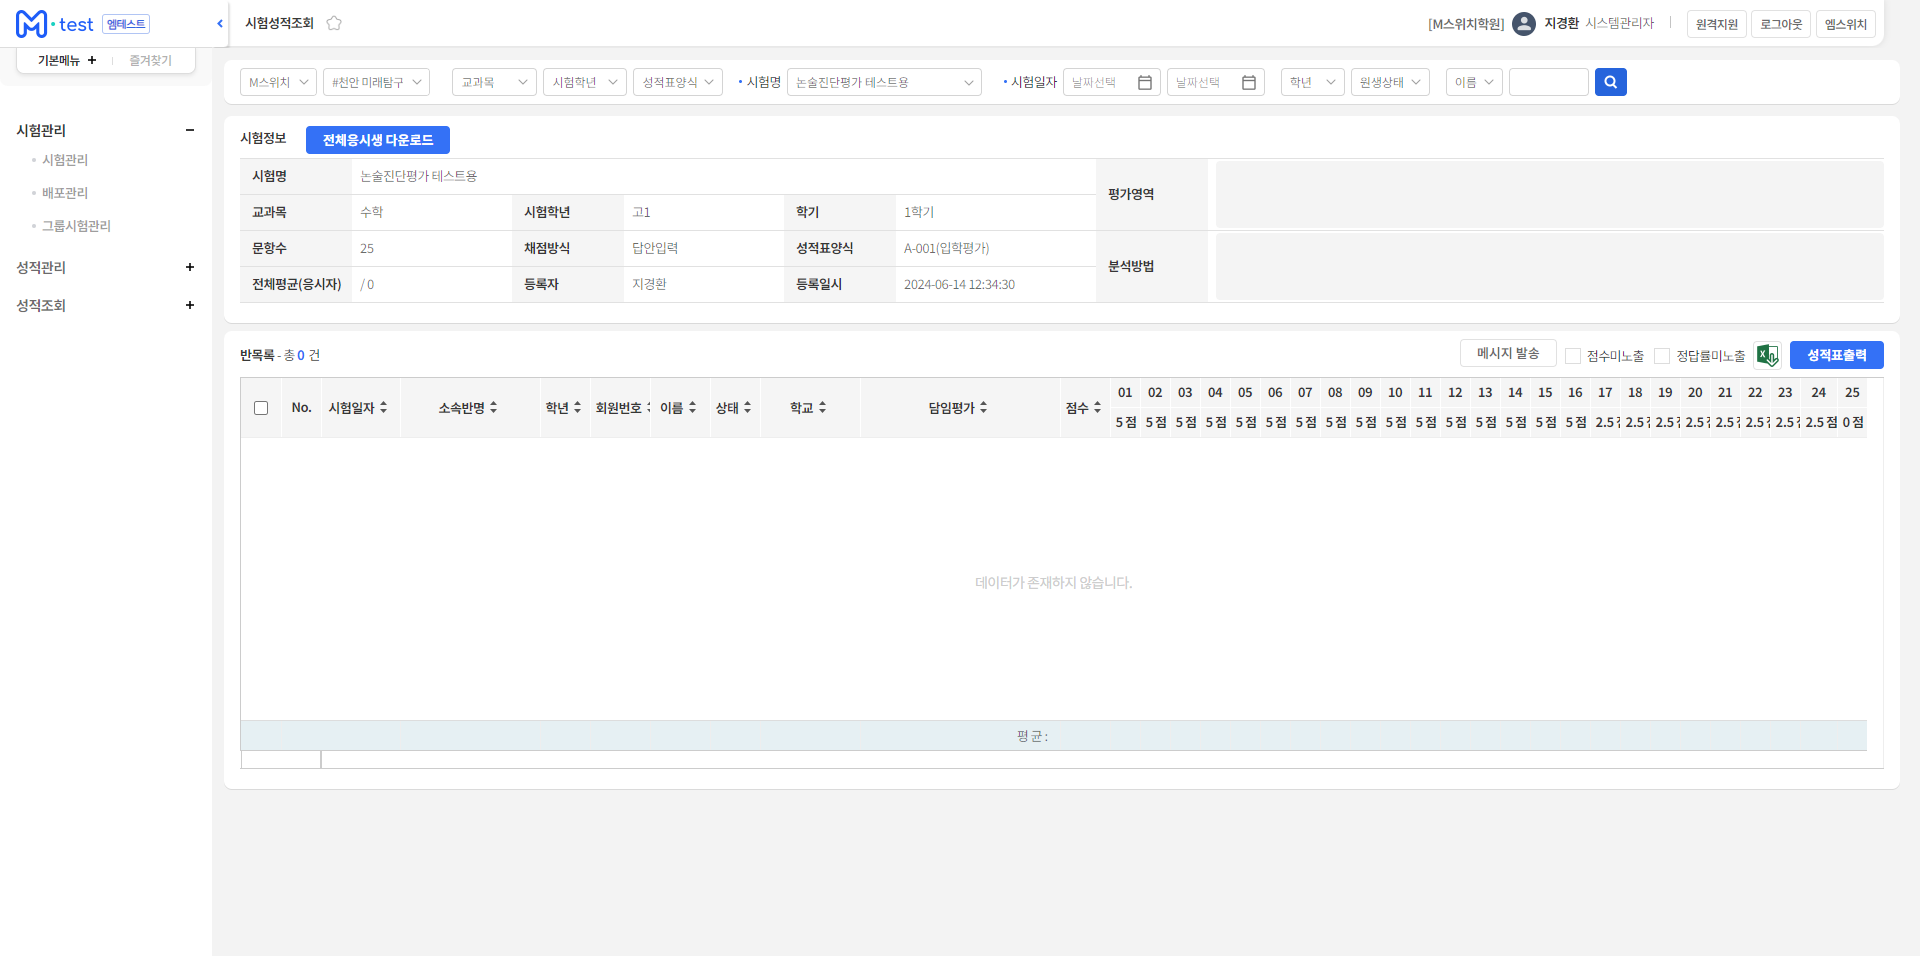 M·test 엠테스트
시험성적조회
[M스위치학원] 지경환 시스템관리자 원격지원 로그아웃 엠스위치
기본메뉴 + 즐겨찾기
M스위치 #천안 미래탐구 교과목 시험학년 성적표양식 • 시험명 논술진단평가 테스트용 • 시험일자 날짜선택 날짜선택 학년 원생상태 이름
시험관리
시험관리
배포관리
그룹시험관리
성적관리
성적조회
시험정보 전체응시생 다운로드
시험명 논술진단평가 테스트용 평가영역
교과목 수학 시험학년 고1 학기 1학기
문항수 25 채점방식 답안입력 성적표양식 A-001(입학평가) 분석방법
전체평균(응시자) / 0 등록자 지경환 등록일시 2024-06-14 12:34:30
반목록 - 총 0 건 메시지 발송 점수미노출 정답률미노출 성적표출력
No. 시험일자 소속반명 학년 회원번호 이름 상태 학교 담임평가 점수
01 02 03 04 05 06 07 08 09 10 11 12 13 14 15 16 17 18 19 20 21 22 23 24 25
5점 5점 5점 5점 5점 5점 5점 5점 5점 5점 5점 5점 5점 5점 5점 5점 2.5 2.5 2.5 2.5 2.5 2.5 2.5 2.5점 0점
데이터가 존재하지 않습니다.
평균 :